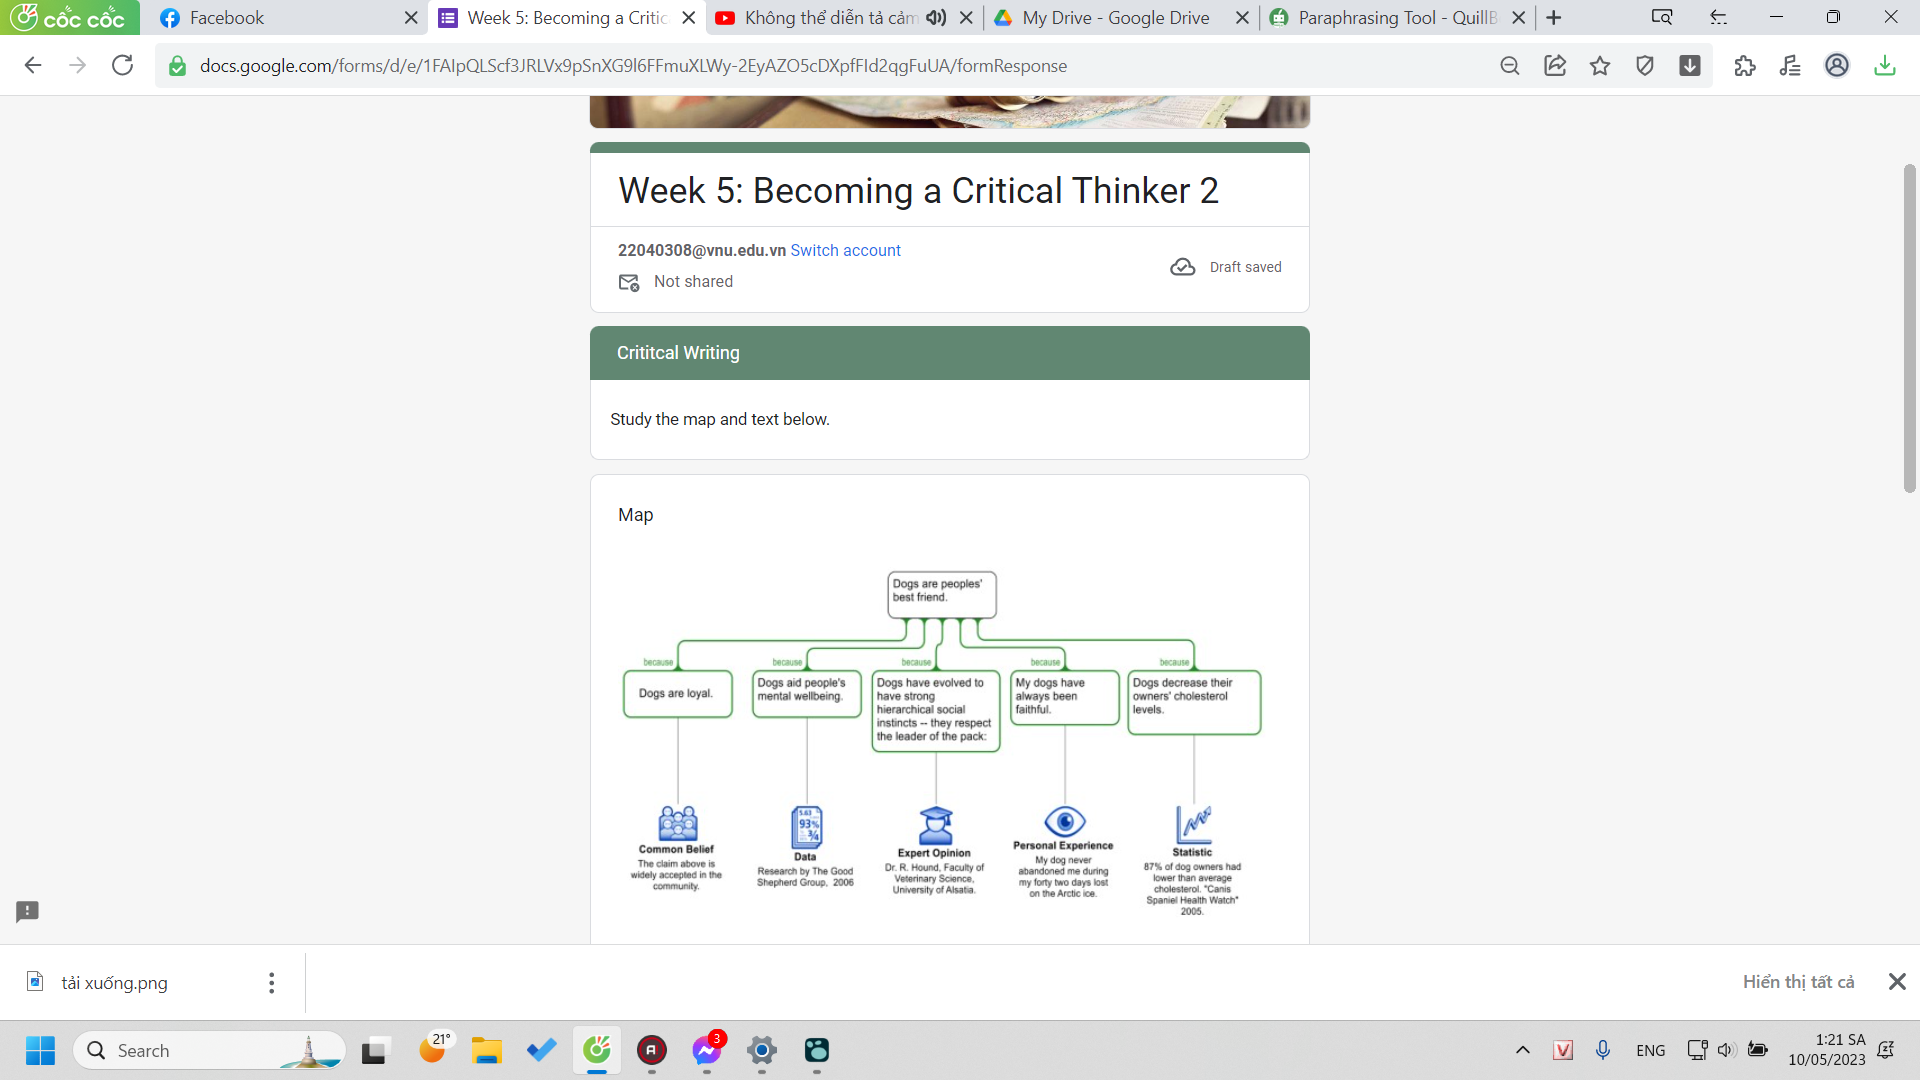 cốc cốc
Facebook
Week 5: Becoming a Critic
Không thể diễn tả cảm
My Drive - Google Drive
Paraphrasing Tool - QuillB
docs.google.com/forms/d/e/1FAIpQLScf3JRLVx9pSnXG9l6FFmuXLWy-2EyAZO5cDXpfFId2qgFuUA/formResponse
Week 5: Becoming a Critical Thinker 2
22040308@vnu.edu.vn Switch account
Not shared
Draft saved
Crititcal Writing
Study the map and text below.
Map
Dogs are peoples'
best friend.
because
because
because
because
because
Dogs are loyal.
Dogs aid people's
mental wellbeing.
Dogs have evolved to
have strong
hierarchical social
instincts -- they respect
the leader of the pack:
My dogs have
always been
faithful.
Dogs decrease their
owners' cholesterol
levels.
Common Belief
The claim above is
widely accepted in the
community.
5.63
93%
¾
Data
Research by The Good
Shepherd Group, 2006
Expert Opinion
Dr. R. Hound, Faculty of
Veterinary Science,
University of Alsatia.
Personal Experience
My dog never
abandoned me during
my forty two days lost
on the Arctic ice.
Statistic
87% of dog owners had
lower than average
cholesterol. "Canis
Spaniel Health Watch"
2005.
tải xuống.png
Hiển thị tất cả
Search
21°
3
V
ENG
1:21 SA
10/05/2023